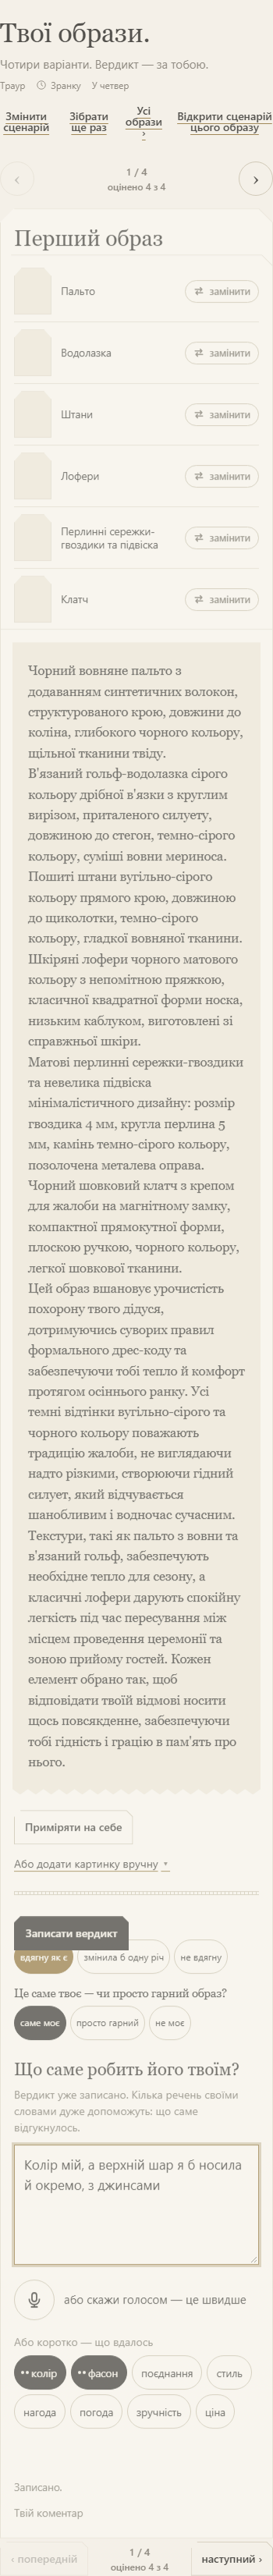 Твої образи.
Чотири варіанти. Вердикт — за тобою.
Траур Зранку У четвер
Змінити сценарій
Зібрати ще раз
Усі образи ›
Відкрити сценарій цього образу
‹
1 / 4
оцінено 4 з 4
›
Перший образ
Пальто ⇄ замінити
Водолазка ⇄ замінити
Штани ⇄ замінити
Лофери ⇄ замінити
Перлинні сережки-
гвоздики та підвіска ⇄ замінити
Клатч ⇄ замінити
Чорний вовняне пальто з
додаванням синтетичних волокон,
структурованого крою, довжини до
коліна, глибокого чорного кольору,
щільної тканини твіду.
В'язаний гольф-водолазка сірого
кольору дрібної в'язки з круглим
вирізом, приталеного силуету,
довжиною до стегон, темно-сірого
кольору, суміші вовни мериноса.
Пошиті штани вугільно-сірого
кольору прямого крою, довжиною
до щиколотки, темно-сірого
кольору, гладкої вовняної тканини.
Шкіряні лофери чорного матового
кольору з непомітною пряжкою,
класичної квадратної форми носка,
низьким каблуком, виготовлені зі
справжньої шкіри.
Матові перлинні сережки-гвоздики
та невелика підвіска
мінімалістичного дизайну: розмір
гвоздика 4 мм, кругла перлина 5
мм, камінь темно-сірого кольору,
позолочена металева оправа.
Чорний шовковий клатч з крепом
для жалоби на магнітному замку,
компактної прямокутної форми,
плоскою ручкою, чорного кольору,
легкої шовкової тканини.
Цей образ вшановує урочистість
похорону твого дідуся,
дотримуючись суворих правил
формального дрес-коду та
забезпечуючи тобі тепло й комфорт
протягом осіннього ранку. Усі
темні відтінки вугільно-сірого та
чорного кольору поважають
традицію жалоби, не виглядаючи
надто різкими, створюючи гідний
силует, який відчувається
шанобливим і водночас сучасним.
Текстури, такі як пальто з вовни та
в'язаний гольф, забезпечують
необхідне тепло для сезону, а
класичні лофери дарують спокійну
легкість під час пересування між
місцем проведення церемонії та
зоною прийому гостей. Кожен
елемент обрано так, щоб
відповідати твоїй відмові носити
щось повсякденне, забезпечуючи
тобі гідність і грацію в пам'ять про
нього.
Приміряти на себе
Або додати картинку вручну
Записати вердикт
вдягну як є змінила б одну річ не вдягну
Це саме твоє — чи просто гарний образ?
саме моє просто гарний не моє
Що саме робить його твоїм?
Вердикт уже записано. Кілька речень своїми
словами дуже допоможуть: що саме
відгукнулось.
Колір мій, а верхній шар я б носила
й окремо, з джинсами
або скажи голосом — це швидше
Або коротко — що вдалось
колір фасон поєднання стиль
нагода погода зручність ціна
Записано.
Твій коментар
‹ попередній
1 / 4
оцінено 4 з 4
наступний ›